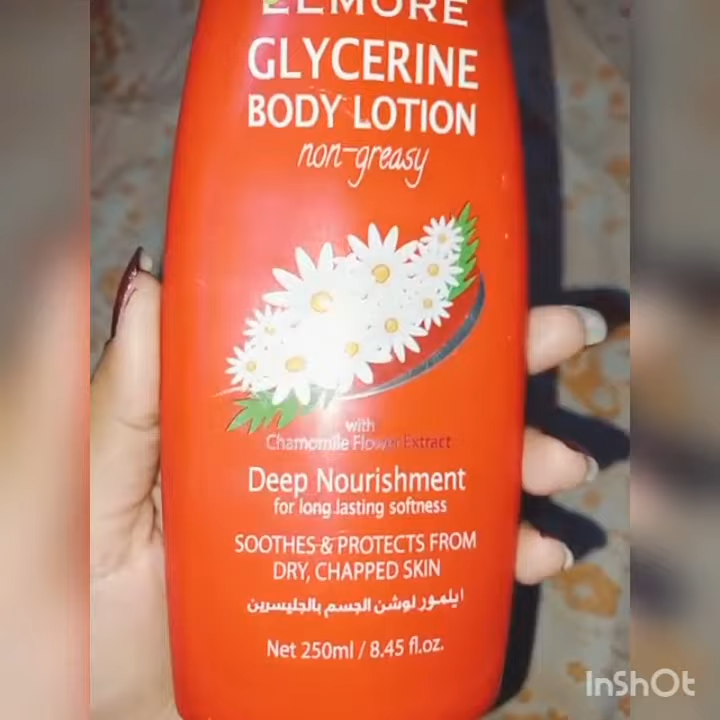 ELMORE
GLYCERINE
BODY LOTION
non-greasy
with
Chamomile Flower Extract
Deep Nourishment
for long lasting softness
SOOTHES & PROTECTS FROM
DRY, CHAPPED SKIN
ايلمور لوشن الجسم بالجليسرين
Net 250ml / 8.45 fl.oz.
InShOt